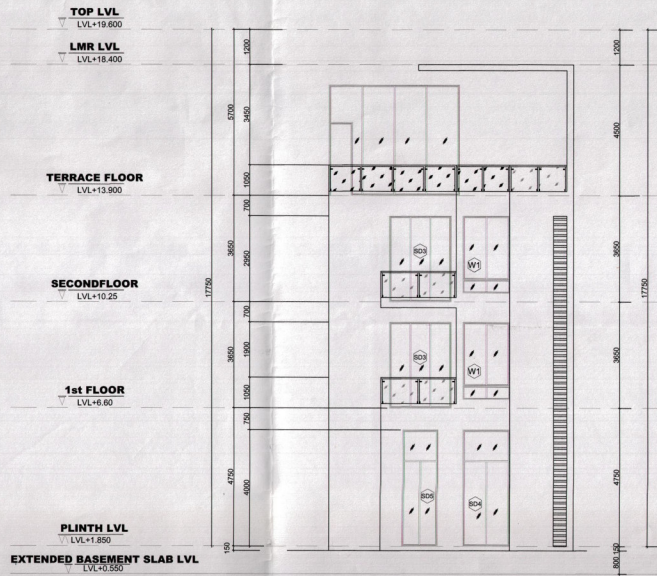 TOP LVL
LVL+19.600
LMR LVL
LVL+18.400
TERRACE FLOOR
LVL+13.900
SECONDFLOOR
LVL+10.25
1st FLOOR
LVL+6.60
PLINTH LVL
LVL+1.850
EXTENDED BASEMENT SLAB LVL
LVL+0.550
17750
5700
3650
3650
4750
150
1200
3450
1050
700
2950
700
1900
1050
750
4000
SD3
W1
SD3
W1
SD5
SD4
1200
4500
3650
3650
4750
150
800
17750